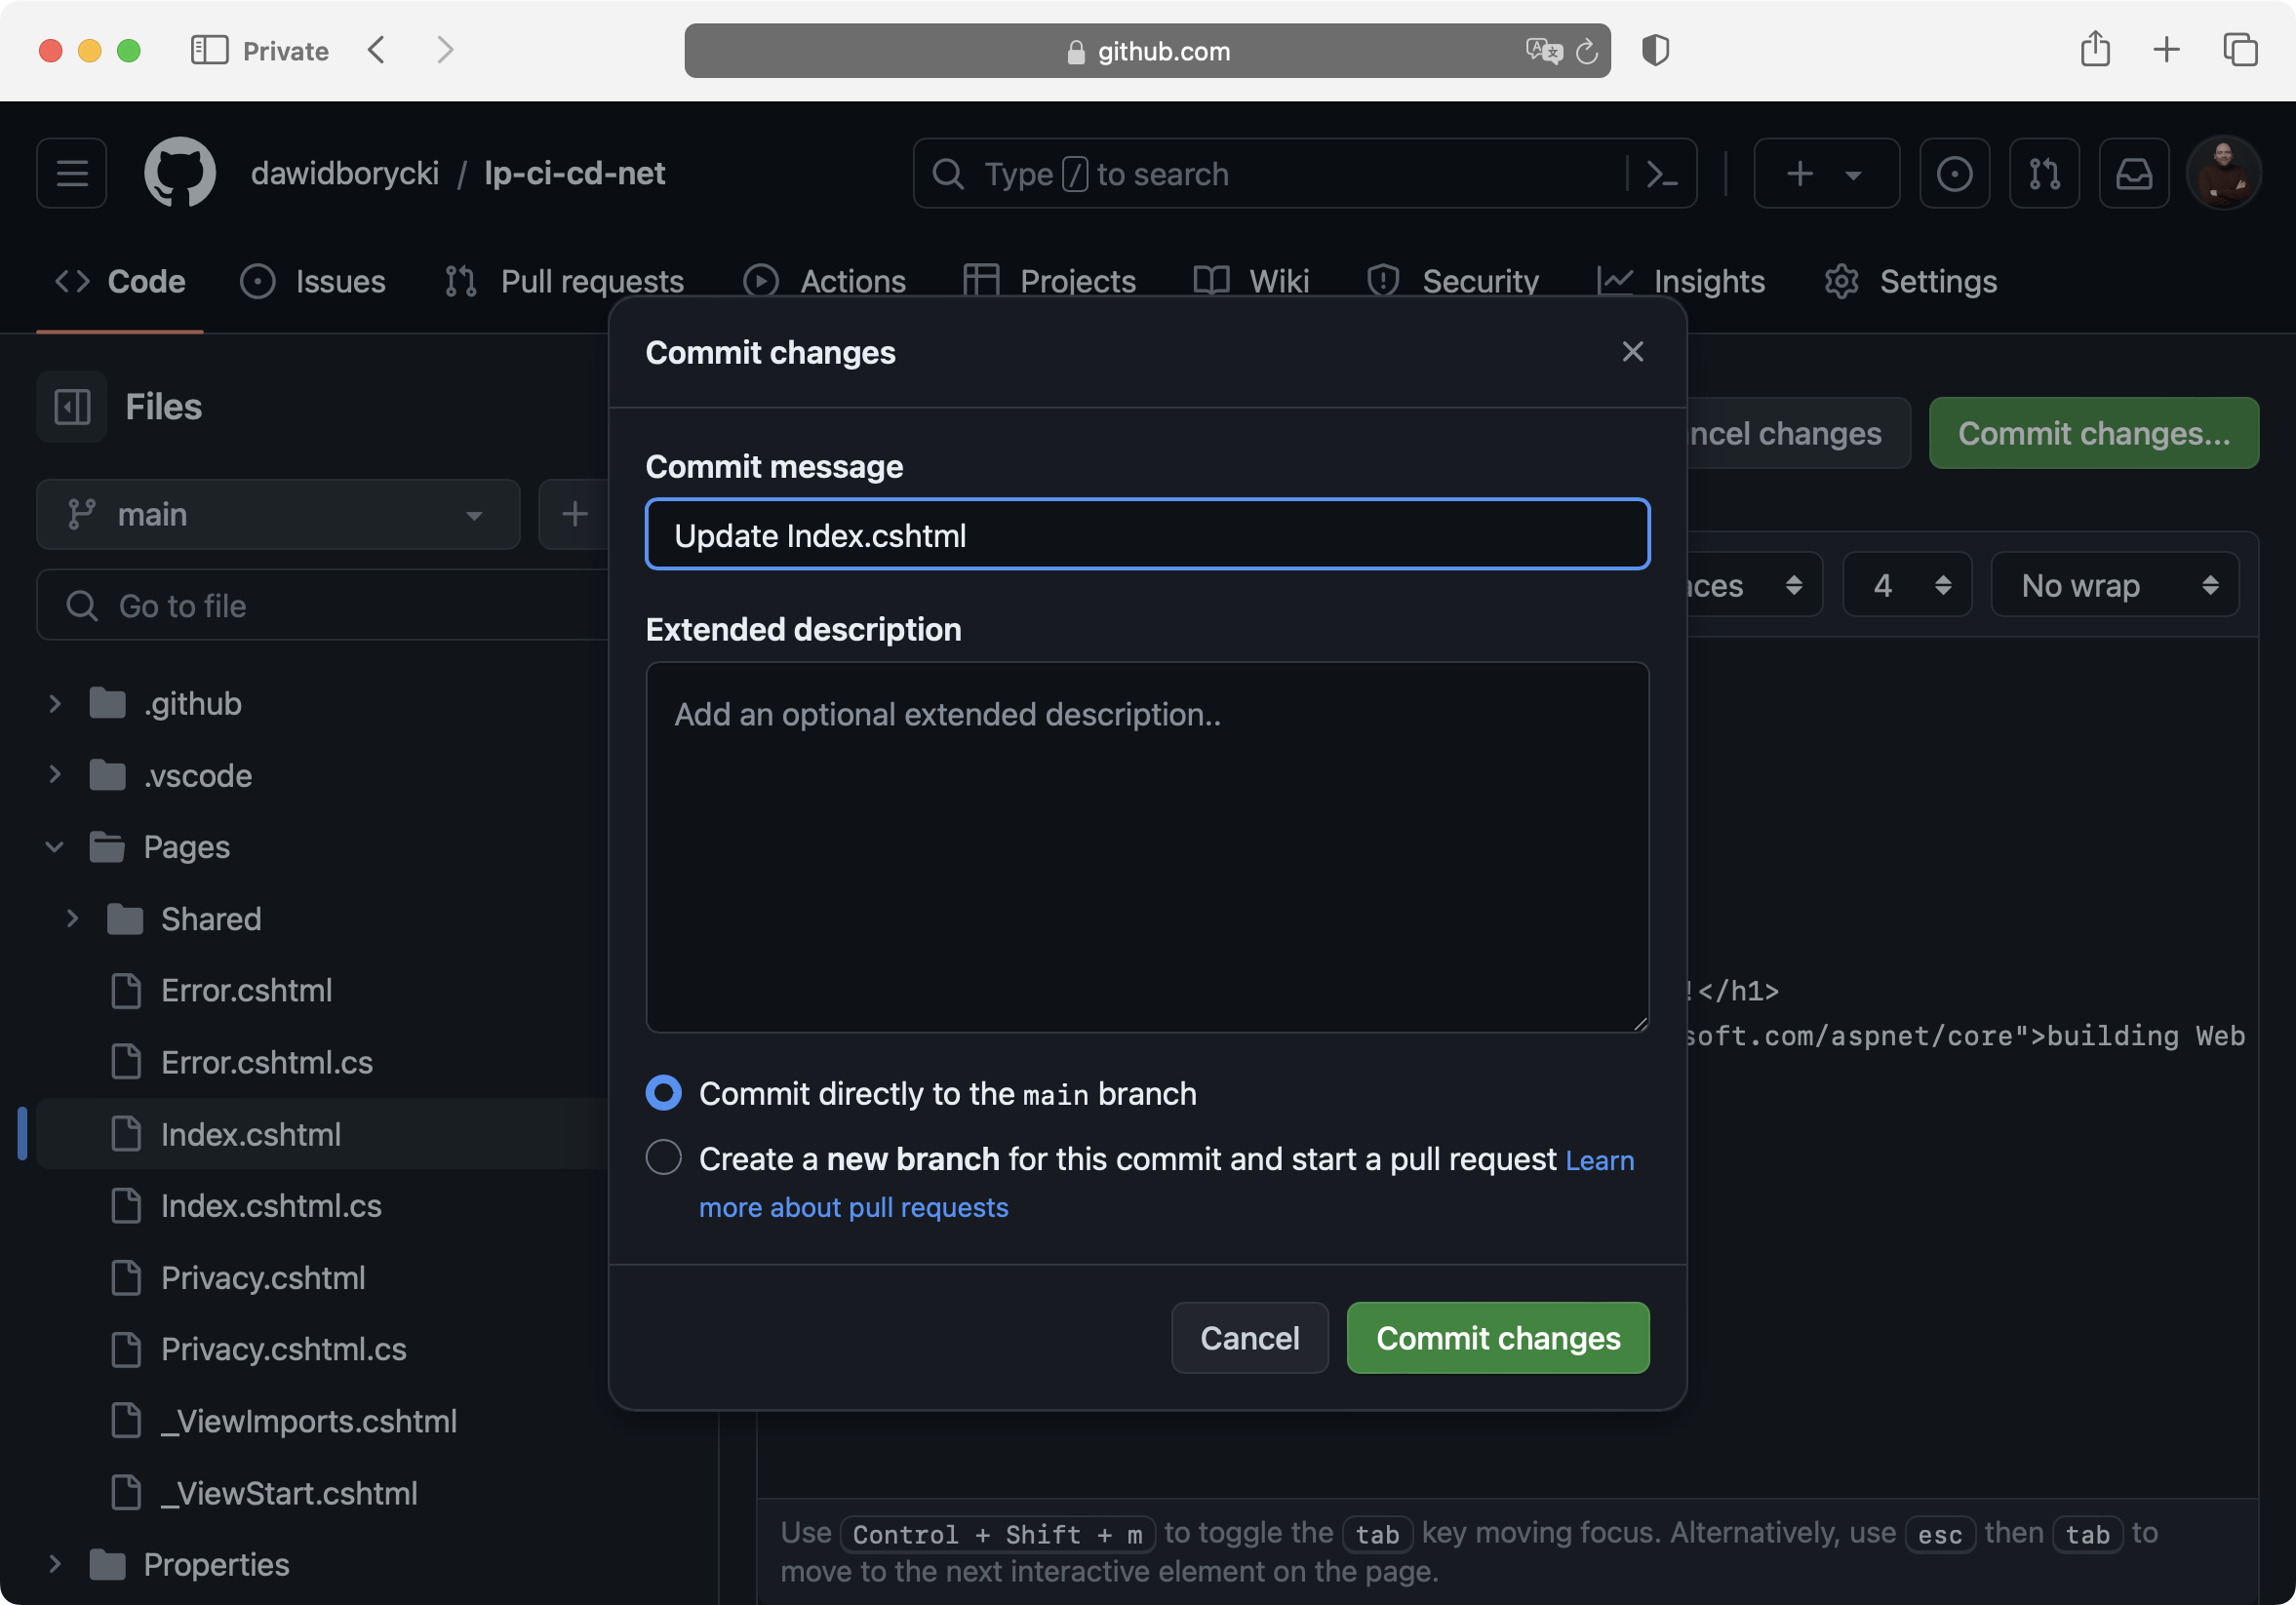 Private
github.com
dawidborycki / lp-ci-cd-net
Type / to search
Code
Issues
Pull requests
Actions
Projects
Wiki
Security
Insights
Settings
Commit changes
Files
ncel changes
Commit changes...
Commit message
main
Update Index.cshtml
aces
4
No wrap
Go to file
Extended description
Add an optional extended description..
.github
.vscode
Pages
Shared
Error.cshtml
Error.cshtml.cs
Index.cshtml
Index.cshtml.cs
Privacy.cshtml
Privacy.cshtml.cs
_ViewImports.cshtml
_ViewStart.cshtml
Properties
!</h1>
soft.com/aspnet/core">building Web
Commit directly to the main branch
Create a new branch for this commit and start a pull request Learn
more about pull requests
Cancel
Commit changes
Use Control + Shift + m to toggle the tab key moving focus. Alternatively, use esc then tab to
move to the next interactive element on the page.